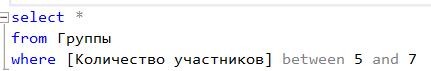 select *
from Группы
where [Количество участников] between 5 and 7